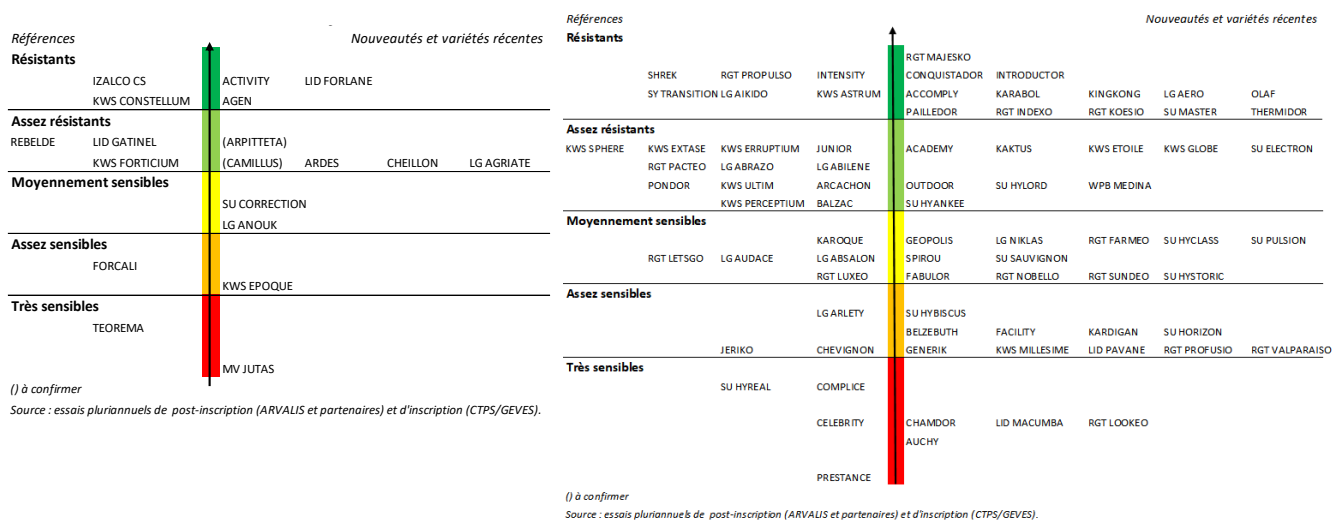 Références Nouveautés et variétés récentes
Résistants
IZALCO CS ACTIVITY LID FORLANE
KWS CONSTELLUM AGEN
Assez résistants
REBELDE LID GATINEL (ARPITTETA)
KWS FORTICIUM (CAMILLUS) ARDES CHEILLON LG AGRIATE
Moyennement sensibles
SU CORRECTION
LG ANOUK
Assez sensibles
FORCALI
KWS EPOQUE
Très sensibles
TEOREMA
MV JUTAS
() à confirmer
Source : essais pluriannuels de post-inscription (ARVALIS et partenaires) et d'inscription (CTPS/GEVES).
Références Nouveautés et variétés récentes
Résistants
RGT MAJESKO
SHREK RGT PROPULSO INTENSITY CONQUISTADOR INTRODUCTOR
SY TRANSITION LG AIKIDO KWS ASTRUM ACCOMPLY KARABOL KINGKONG LG AERO OLAF
PAILLEDOR RGT INDEXO RGT KOESIO SU MASTER THERMIDOR
Assez résistants
KWS SPHERE KWS EXTASE KWS ERRUPTIUM JUNIOR ACADEMY KAKTUS KWS ETOILE KWS GLOBE SU ELECTRON
RGT PACTEO LG ABRAZO LG ABILENE
PONDOR KWS ULTIM ARCACHON OUTDOOR SU HYLORD WPB MEDINA
KWS PERCEPTIUM BALZAC SU HYANKEE
Moyennement sensibles
KAROQUE GEOPOLIS LG NIKLAS RGT FARMEO SU HYCLASS SU PULSION
RGT LETSGO LG AUDACE LG ABSALON SPIROU SU SAUVIGNON
RGT LUXEO FABULOR RGT NOBELLO RGT SUNDEO SU HYSTORIC
Assez sensibles
LG ARLETY SU HYBISCUS
BELZEBUTH FACILITY KARDIGAN SU HORIZON
JERIKO CHEVIGNON GENERIK KWS MILLESIME LID PAVANE RGT PROFUSIO RGT VALPARAISO
Très sensibles
SU HYREAL COMPLICE
CELEBRITY CHAMDOR LID MACUMBA RGT LOOKEO
AUCHY
PRESTANCE
() à confirmer
Source : essais pluriannuels de post-inscription (ARVALIS et partenaires) et d'inscription (CTPS/GEVES).